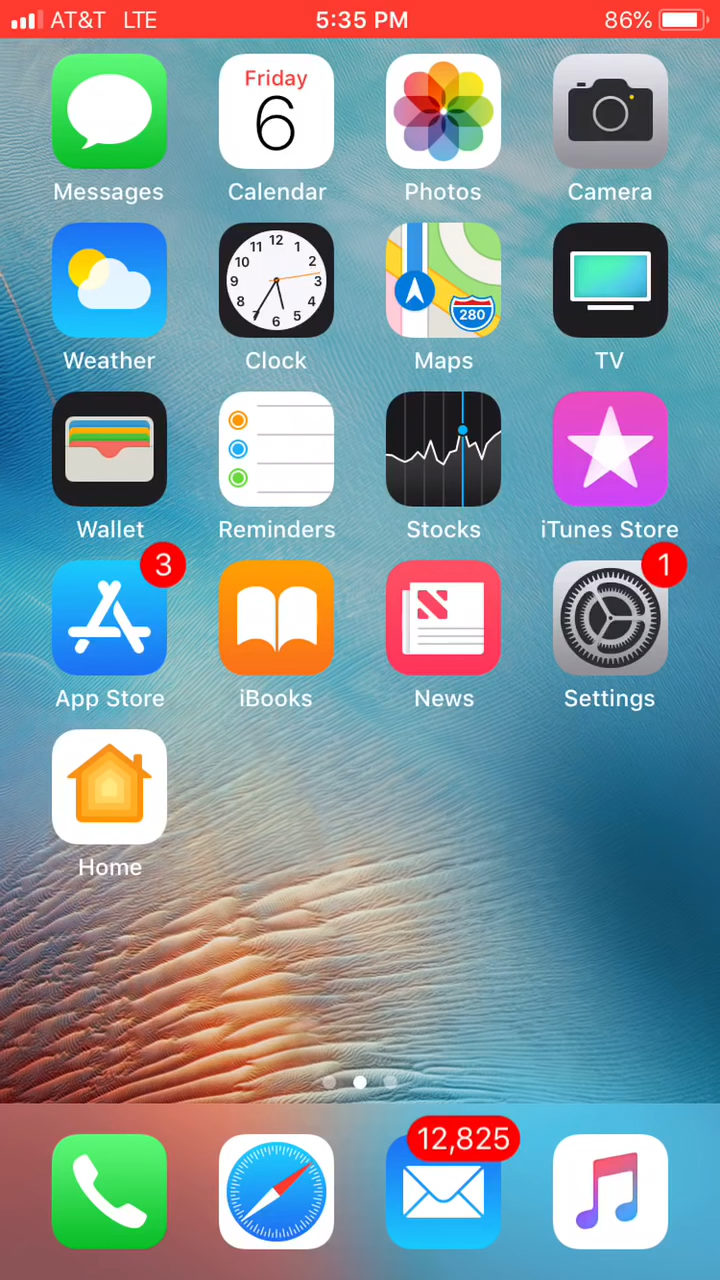 AT&T LTE 5:35 PM 86%
Friday
6
Messages Calendar Photos Camera
12
11 1
10 2
9 3
8 4
7 5
6
280
Weather Clock Maps TV
Wallet Reminders Stocks iTunes Store
3 1
App Store iBooks News Settings
Home
12,825